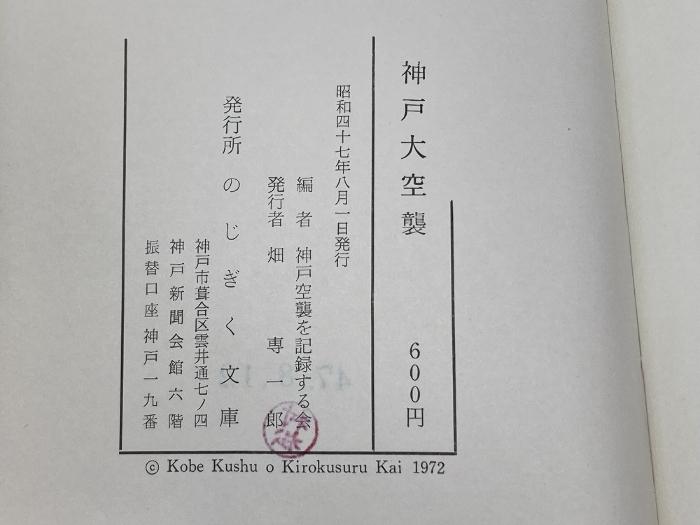 神戸大空襲
600円
昭和四十七年八月一日発行
編者 神戸空襲を記録する会
発行者 畑 専一郎
発行所 のじぎく文庫
神戸市葺合区雲井通七ノ四
神戸新聞会館六階
振替口座神戸一九番
© Kobe Kushu o Kirokusuru Kai 1972